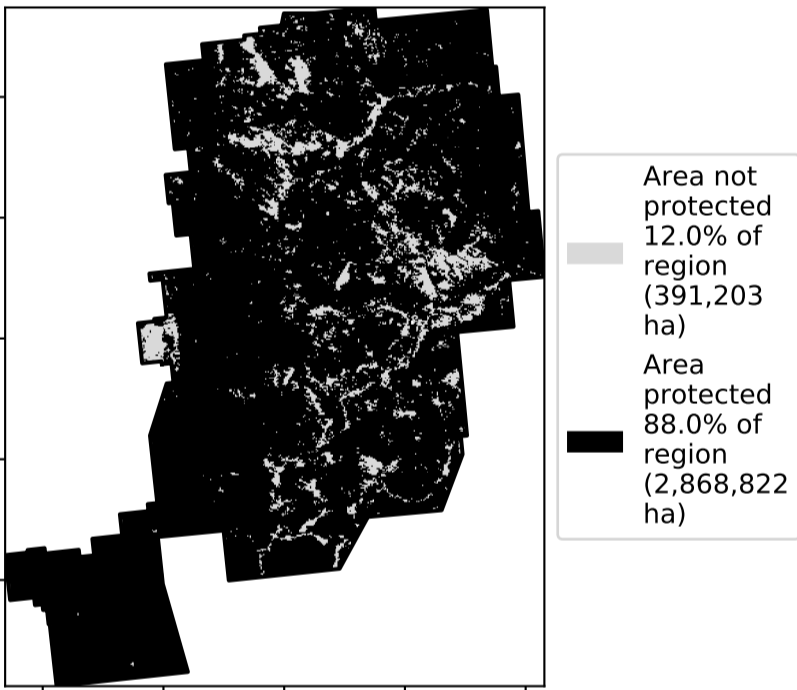 Area not
protected
12.0% of
region
(391,203
ha)
Area
protected
88.0% of
region
(2,868,822
ha)